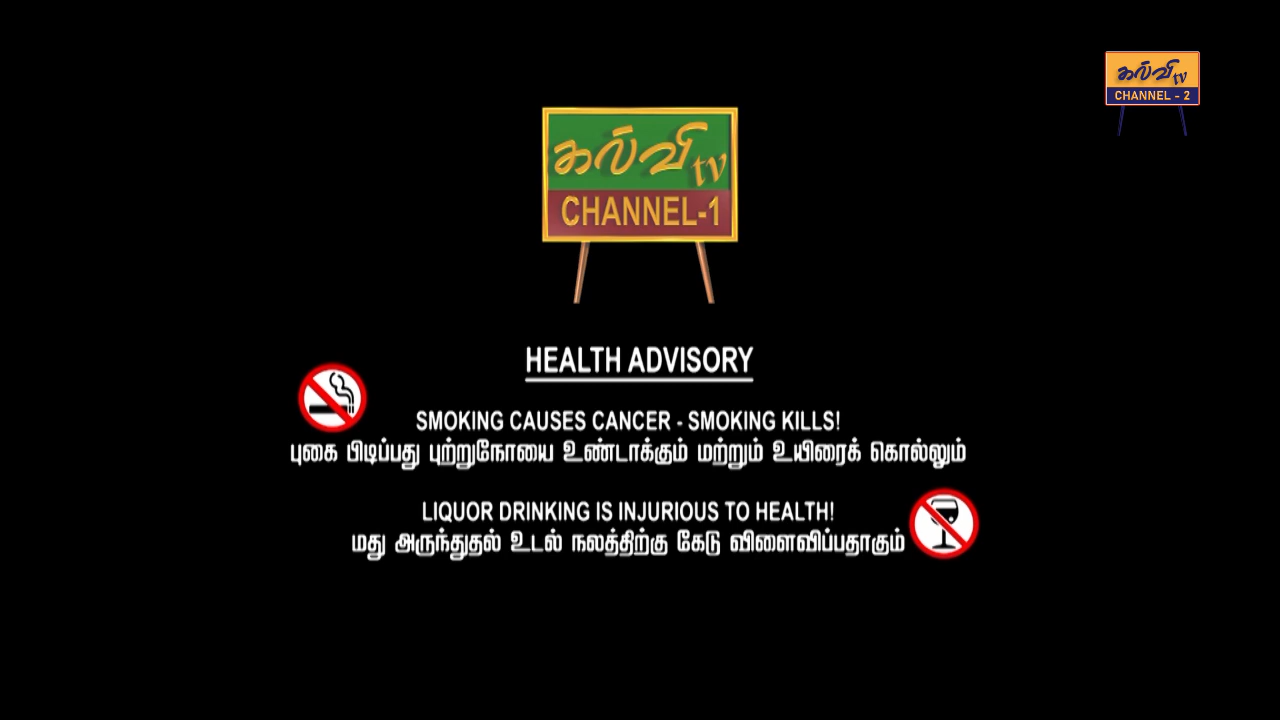 கல்வி tv
CHANNEL - 2
கல்வி tv
CHANNEL-1
HEALTH ADVISORY
SMOKING CAUSES CANCER - SMOKING KILLS!
புகை பிடிப்பது புற்றுநோயை உண்டாக்கும் மற்றும் உயிரைக் கொல்லும்
LIQUOR DRINKING IS INJURIOUS TO HEALTH!
மது அருந்துதல் உடல் நலத்திற்கு கேடு விளைவிப்பதாகும்